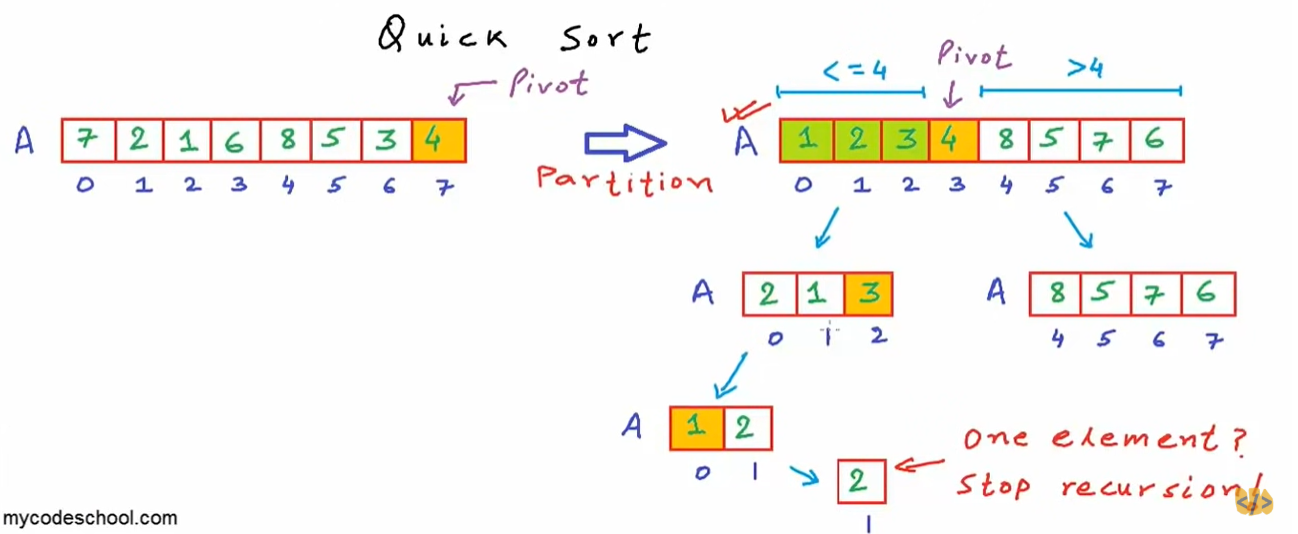 Quick Sort
Pivot
A 7 2 1 6 8 5 3 4
0 1 2 3 4 5 6 7
Partition
<=4 Pivot >4
A 1 2 3 4 8 5 7 6
0 1 2 3 4 5 6 7
A 2 1 3
0 1 2
A 8 5 7 6
4 5 6 7
A 1 2
0 1
2
1
One element?
Stop recursion!
</>
mycodeschool.com